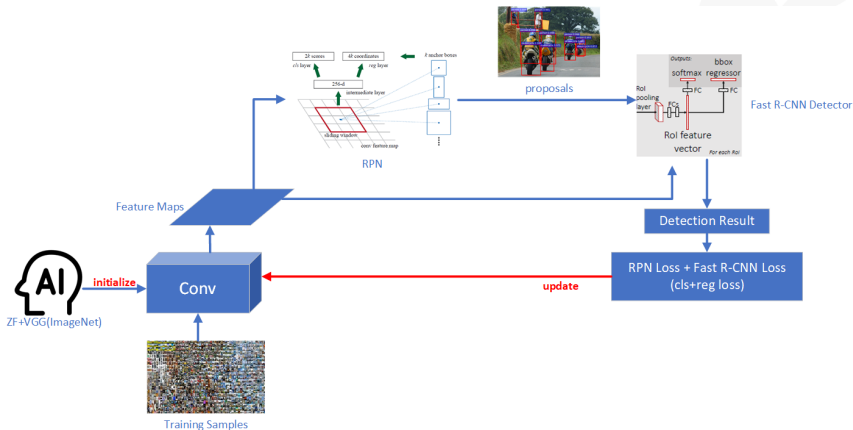 2k scores
4k coordinates
k anchor boxes
cls layer
reg layer
256-d
intermediate layer
sliding window
conv feature map
RPN
proposals
Outputs:
softmax
bbox
regressor
RoI
pooling
layer
FC
FC
FCs
RoI feature
vector
For each RoI
Fast R-CNN Detector
Feature Maps
Detection Result
AI
initialize
Conv
update
RPN Loss + Fast R-CNN Loss
(cls+reg loss)
ZF+VGG(ImageNet)
Training Samples